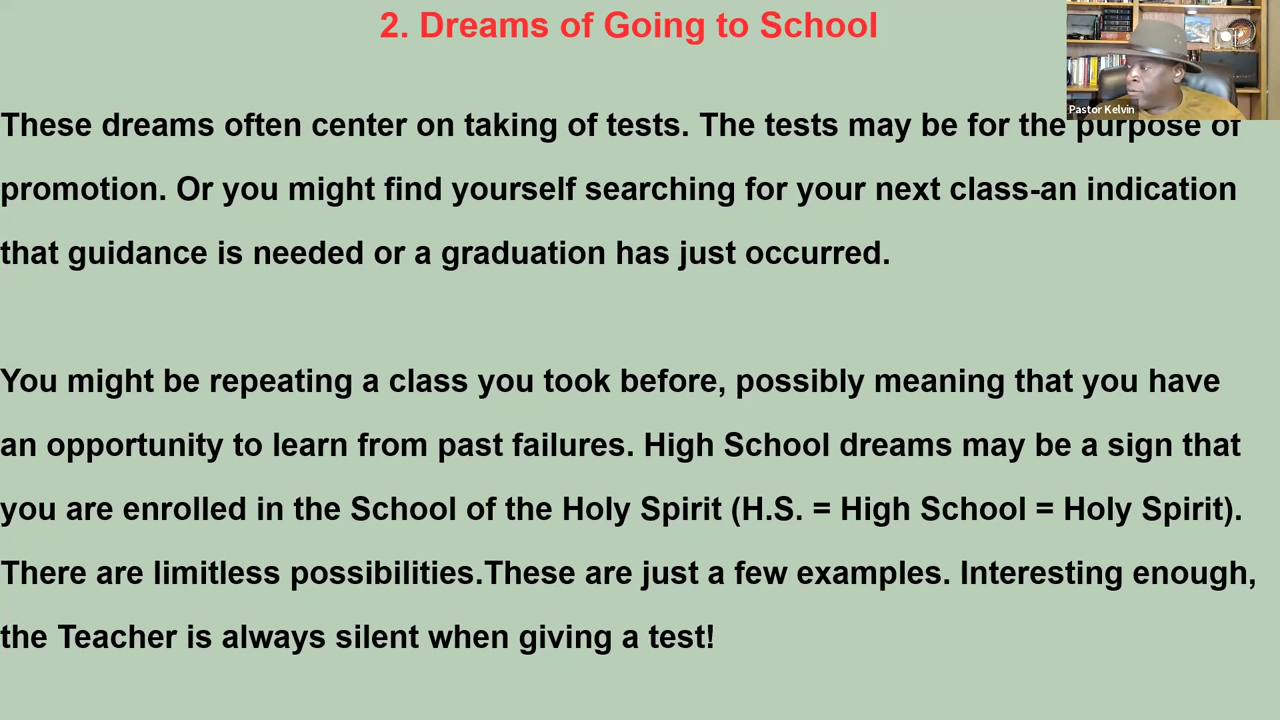 2. Dreams of Going to School
Pastor Kelvin
These dreams often center on taking of tests. The tests may be for the purpose of
promotion. Or you might find yourself searching for your next class-an indication
that guidance is needed or a graduation has just occurred.
You might be repeating a class you took before, possibly meaning that you have
an opportunity to learn from past failures. High School dreams may be a sign that
you are enrolled in the School of the Holy Spirit (H.S. = High School = Holy Spirit).
There are limitless possibilities.These are just a few examples. Interesting enough,
the Teacher is always silent when giving a test!